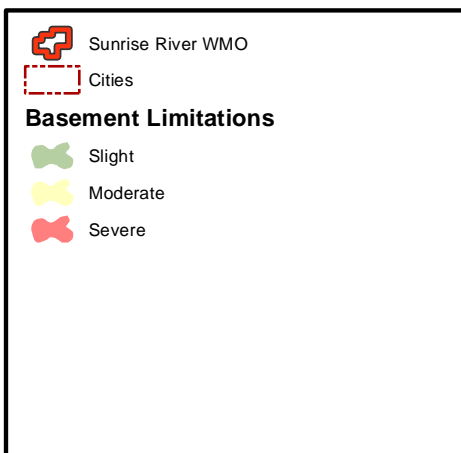 Sunrise River WMO
Cities
Basement Limitations
Slight
Moderate
Severe